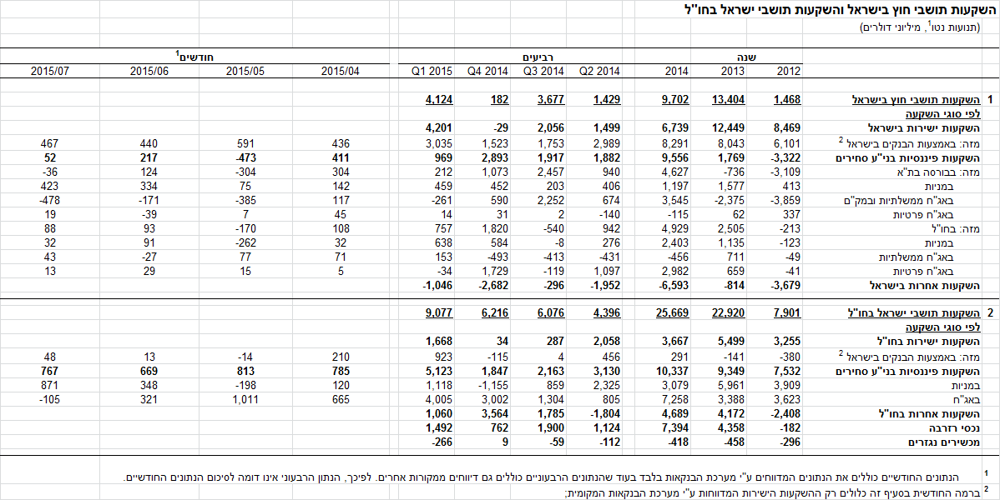 השקעות תושבי חוץ בישראל והשקעות תושבי ישראל בחו"ל
(תנועות נטו¹, מיליוני דולרים)
שנה רביעים חודשים¹
2012 2013 2014 Q2 2014 Q3 2014 Q4 2014 Q1 2015 2015/04 2015/05 2015/06 2015/07
1 השקעות תושבי חוץ בישראל 1,468 13,404 9,702 1,429 3,677 182 4,124
לפי סוגי השקעה
השקעות ישירות בישראל 8,469 12,449 6,739 1,499 2,056 -29 4,201
מזה: באמצעות הבנקים בישראל ² 6,101 8,043 8,291 2,989 1,753 1,523 3,035 436 591 440 467
השקעות פיננסיות בני"ע סחירים -3,322 1,769 9,556 1,882 1,917 2,893 969 411 -473 217 52
מזה: בבורסה בת"א -3,109 -736 4,627 940 2,457 1,073 212 304 -304 124 -36
במניות 413 1,577 1,197 406 203 452 459 142 75 334 423
באג"ח ממשלתיות ובמק"ם -3,859 -2,375 3,545 674 2,252 590 -261 117 -385 -171 -478
באג"ח פרטיות 337 62 -115 -140 2 31 14 45 7 -39 19
מזה: בחו"ל -213 2,505 4,929 942 -540 1,820 757 108 -170 93 88
במניות -123 1,135 2,403 276 -8 584 638 32 -262 91 32
באג"ח ממשלתיות -49 711 -456 -431 -413 -493 153 71 77 -27 43
באג"ח פרטיות -41 659 2,982 1,097 -119 1,729 -34 5 15 29 13
השקעות אחרות בישראל -3,679 -814 -6,593 -1,952 -296 -2,682 -1,046
2 השקעות תושבי ישראל בחו"ל 7,901 22,920 25,669 4,396 6,076 6,216 9,077
לפי סוגי השקעה
השקעות ישירות בחו"ל 3,255 5,499 3,667 2,058 287 34 1,668
מזה: באמצעות הבנקים בישראל ² -380 -141 291 456 4 -115 923 210 -14 13 48
השקעות פיננסיות בני"ע סחירים 7,532 9,349 10,337 3,130 2,163 1,847 5,123 785 813 669 767
במניות 3,909 5,961 3,079 2,325 859 -1,155 1,118 120 -198 348 871
באג"ח 3,623 3,388 7,258 805 1,304 3,002 4,005 665 1,011 321 -105
השקעות אחרות בחו"ל -2,408 4,172 4,689 -1,804 1,785 3,564 1,060
נכסי רזרבה -182 4,358 7,394 1,124 1,900 762 1,492
מכשירים נגזרים -296 -458 -418 -112 -59 9 -266
¹ הנתונים החודשיים כוללים את הנתונים המדווחים ע"י מערכת הבנקאות בלבד בעוד שהנתונים הרבעוניים כוללים גם דיווחים ממקורות אחרים. לפיכך, הנתון הרבעוני אינו דומה לסיכום הנתונים החודשיים.
² ברמה החודשית בסעיף זה כלולים רק ההשקעות הישירות המדווחות ע"י מערכת הבנקאות המקומית;